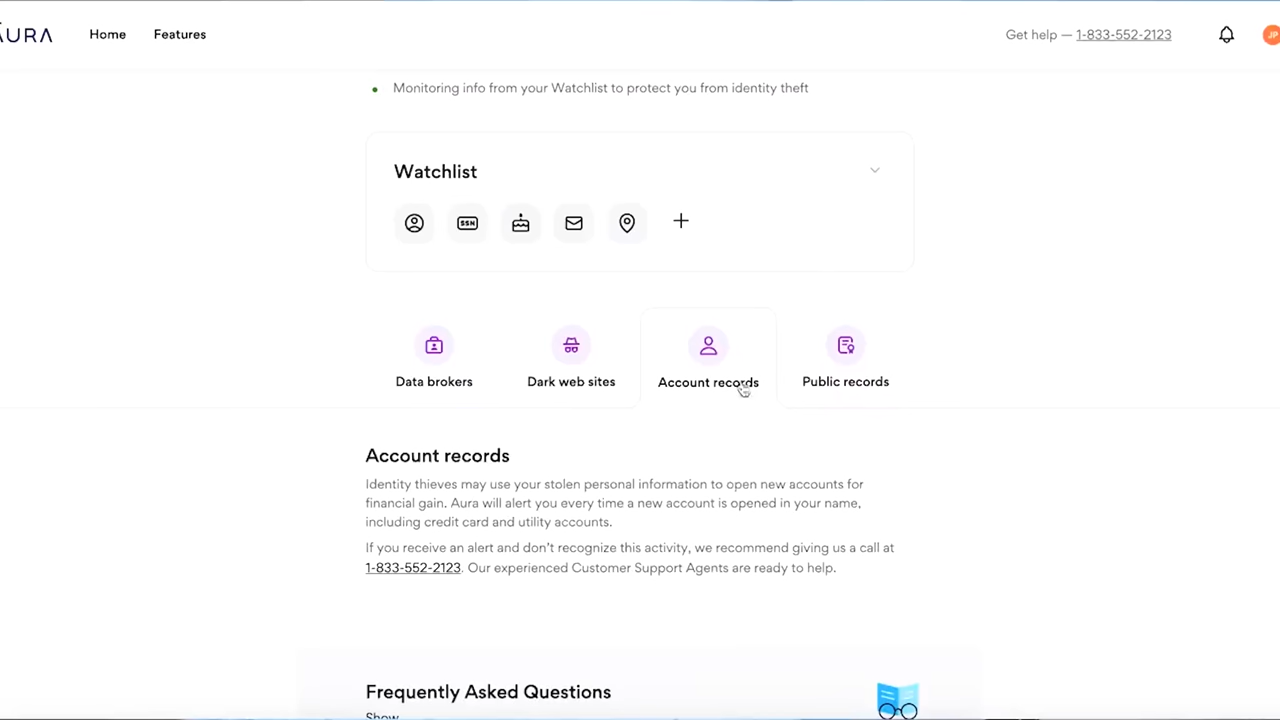 AURA
Home Features
Get help — 1-833-552-2123
JP
Monitoring info from your Watchlist to protect you from identity theft
Watchlist
SSN
Data brokers
Dark web sites
Account records
Public records
Account records
Identity thieves may use your stolen personal information to open new accounts for
financial gain. Aura will alert you every time a new account is opened in your name,
including credit card and utility accounts.
If you receive an alert and don’t recognize this activity, we recommend giving us a call at
1-833-552-2123. Our experienced Customer Support Agents are ready to help.
Frequently Asked Questions
Show